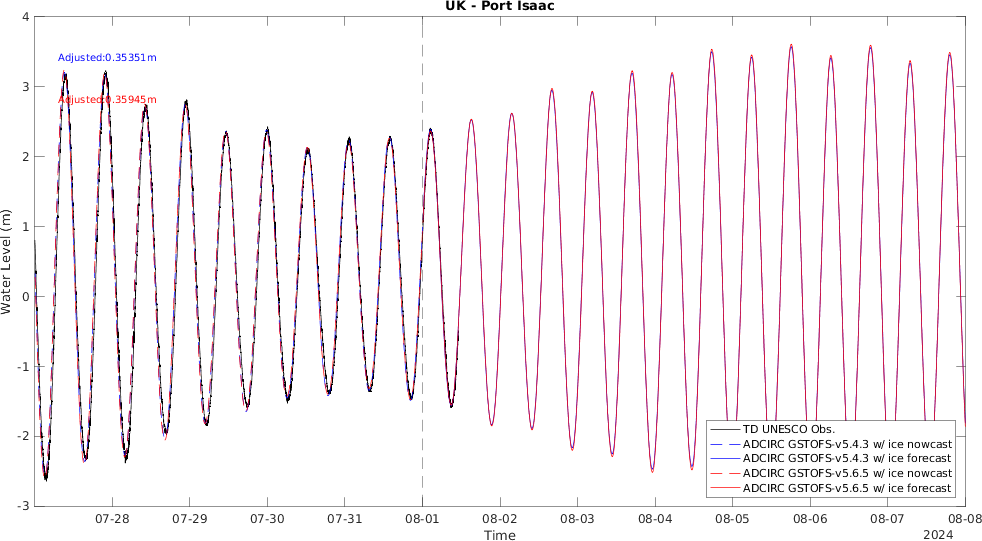 UK - Port Isaac
Adjusted:0.35351m
Adjusted:0.35945m
Water Level (m)
4
3
2
1
0
-1
-2
-3
TD UNESCO Obs.
ADCIRC GSTOFS-v5.4.3 w/ ice nowcast
ADCIRC GSTOFS-v5.4.3 w/ ice forecast
ADCIRC GSTOFS-v5.6.5 w/ ice nowcast
ADCIRC GSTOFS-v5.6.5 w/ ice forecast
07-28 07-29 07-30 07-31 08-01 08-02 08-03 08-04 08-05 08-06 08-07 08-08
Time
2024